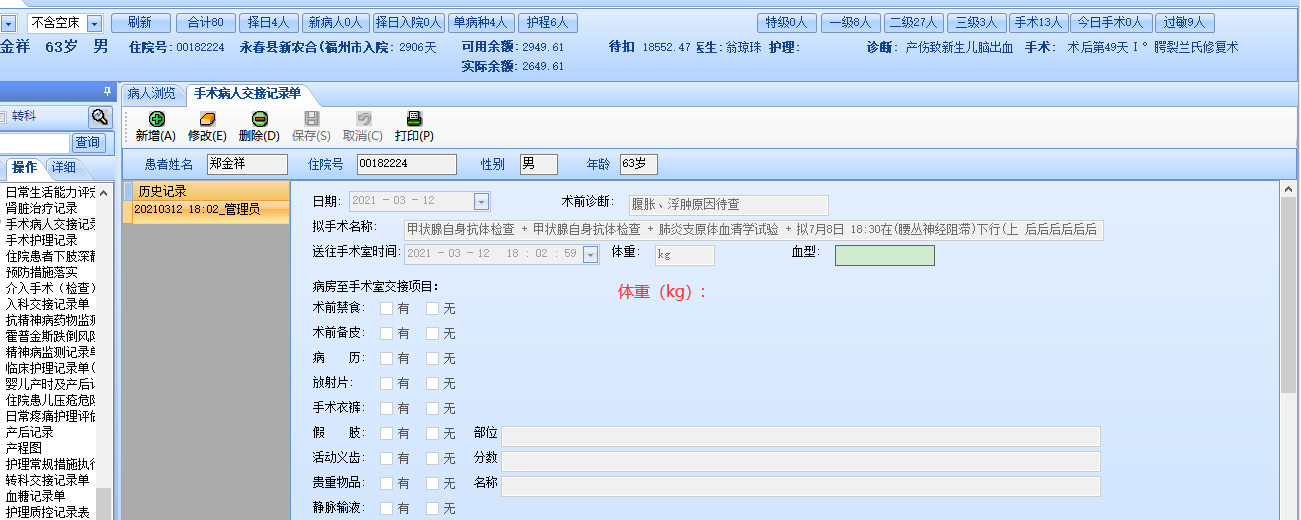 不含空床 刷新 合计80 择日4人 新病人0人 择日入院0人 单病种4人 护程6人 特级0人 一级8人 二级27人 三级3人 手术13人 今日手术0人 过敏9人
金祥 63岁 男 住院号: 00182224 永春县新农合(福州市入院: 2906天 可用余额: 2949.61 待扣 18552.47 医生: 翁琼珠 护理: 诊断: 产伤致新生儿脑出血 手术: 术后第49天 I ° 腭裂兰氏修复术
实际余额: 2649.61
病人浏览 手术病人交接记录单
转科
新增(A) 修改(E) 删除(D) 保存(S) 取消(C) 打印(P)
查询
操作 详细
患者姓名 郑金祥 住院号 00182224 性别 男 年龄 63岁
日常生活能力评定
肾脏治疗记录
手术病人交接记录
手术护理记录
住院患者下肢深静
预防措施落实
介入手术（检查）
入科交接记录单
抗精神病药物监测
霍普金斯跌倒风险
精神病监测记录单
临床护理记录单(
婴儿产时及产后记
住院患儿压疮危险
日常疼痛护理评估
产后记录
产程图
护理常规措施执行
转科交接记录单
血糖记录单
护理质控记录表
历史记录
20210312 18:02_管理员
日期: 2021 - 03 - 12 术前诊断: 腹胀、浮肿原因待查
拟手术名称: 甲状腺自身抗体检查 + 甲状腺自身抗体检查 + 肺炎支原体血清学试验 + 拟7月8日 18:30在(腰丛神经阻滞)下行(上 后后后后后后
送往手术室时间: 2021 - 03 - 12 18 : 02 : 59 体重: kg 血型:
病房至手术室交接项目:
体重（kg）:
术前禁食: 有 无
术前备皮: 有 无
病 历: 有 无
放射片: 有 无
手术衣裤: 有 无
假 肢: 有 无 部位
活动义齿: 有 无 分数
贵重物品: 有 无 名称
静脉输液: 有 无